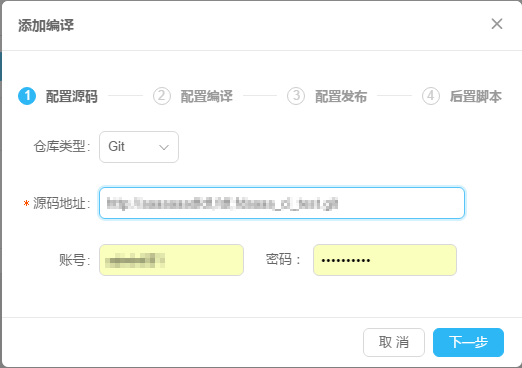 添加编译
1 配置源码 2 配置编译 3 配置发布 4 后置脚本
仓库类型: Git
*源码地址:
账号: 密码: ••••••••••
取 消 下一步